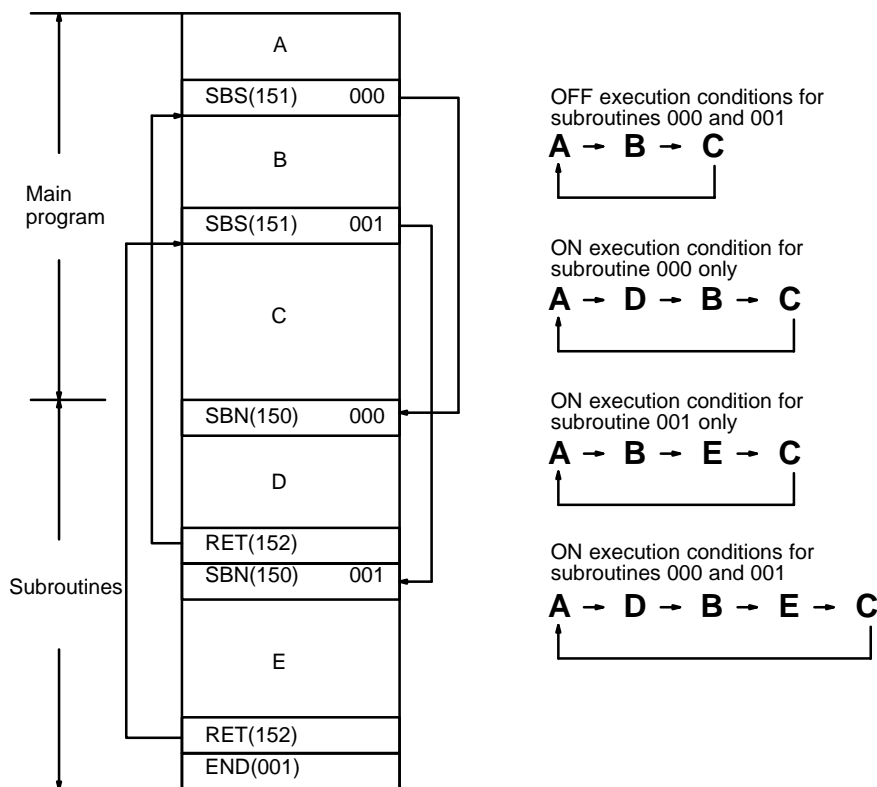 A
SBS(151) 000
B
Main
program
SBS(151) 001
C
SBN(150) 000
D
RET(152)
SBN(150) 001
Subroutines
E
RET(152)
END(001)
OFF execution conditions for
subroutines 000 and 001
A → B → C
ON execution condition for
subroutine 000 only
A → D → B → C
ON execution condition for
subroutine 001 only
A → B → E → C
ON execution conditions for
subroutines 000 and 001
A → D → B → E → C